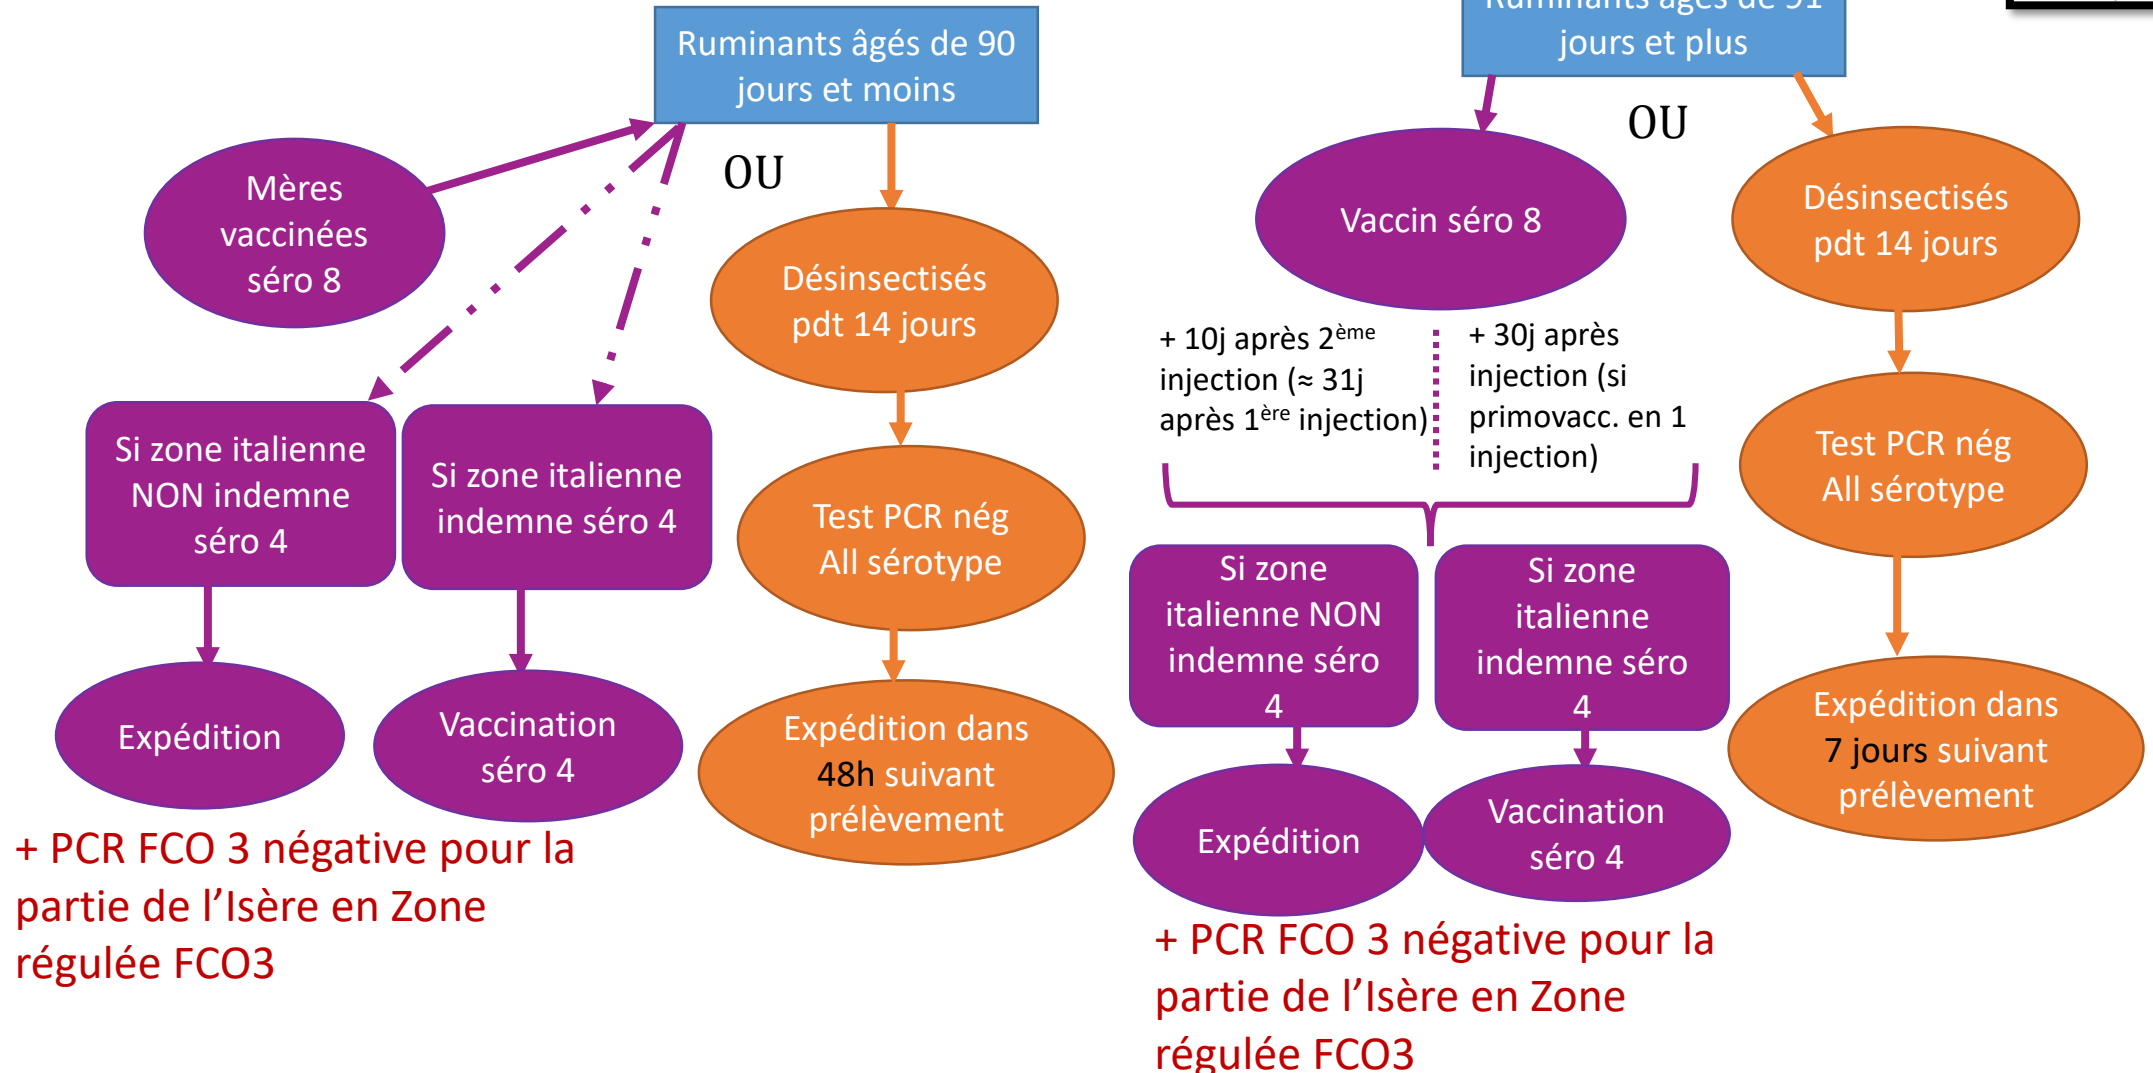 Ruminants âgés de 90
jours et moins
OU
Mères
vaccinées
séro 8
Désinsectisés
pdt 14 jours
Si zone italienne
NON indemne
séro 4
Si zone italienne
indemne séro 4
Test PCR nég
All sérotype
Expédition
Vaccination
séro 4
Expédition dans
48h suivant
prélèvement
+ PCR FCO 3 négative pour la
partie de l’Isère en Zone
régulée FCO3
Ruminants âgés de 91
jours et plus
OU
Vaccin séro 8
Désinsectisés
pdt 14 jours
+ 10j après 2ème
injection (≈ 31j
après 1ère injection)
+ 30j après
injection (si
primovacc. en 1
injection)
Test PCR nég
All sérotype
Si zone
italienne NON
indemne séro
4
Si zone
italienne
indemne séro
4
Expédition dans
7 jours suivant
prélèvement
Expédition
Vaccination
séro 4
+ PCR FCO 3 négative pour la
partie de l’Isère en Zone
régulée FCO3